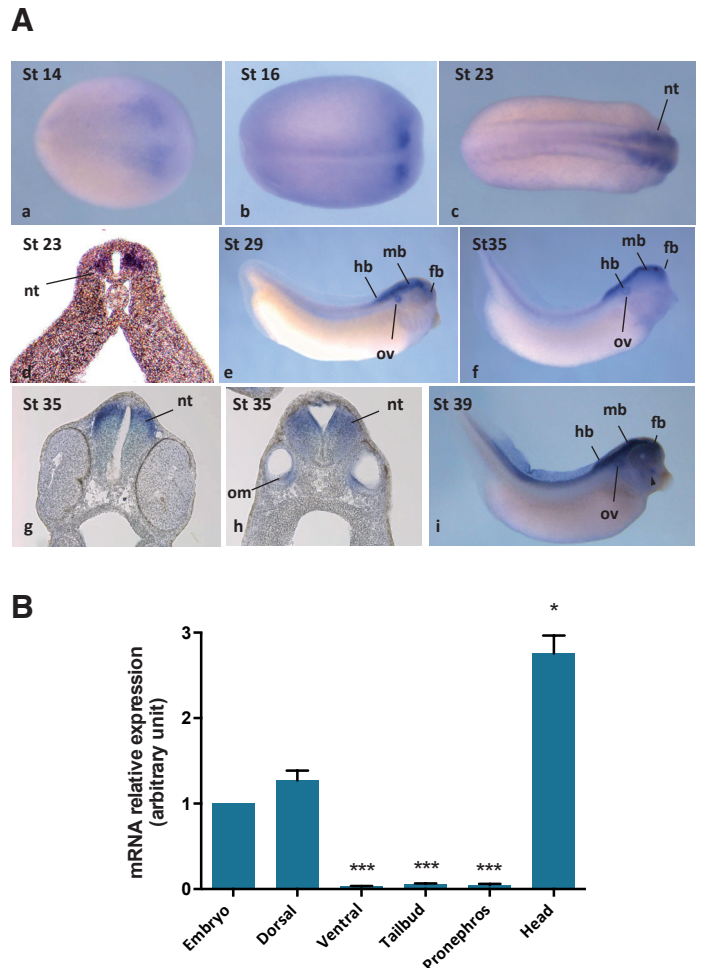 A
St 14
St 16
St 23
nt
a
b
c
St 23
nt
d
St 29
hb
mb
fb
ov
e
St35
hb
mb
fb
ov
f
St 35
nt
g
St 35
nt
om
h
St 39
hb
mb
fb
ov
i
B
mRNA relative expression
(arbitrary unit)
3
2
1
0
***
***
***
*
Embryo
Dorsal
Ventral
Tailbud
Pronephros
Head